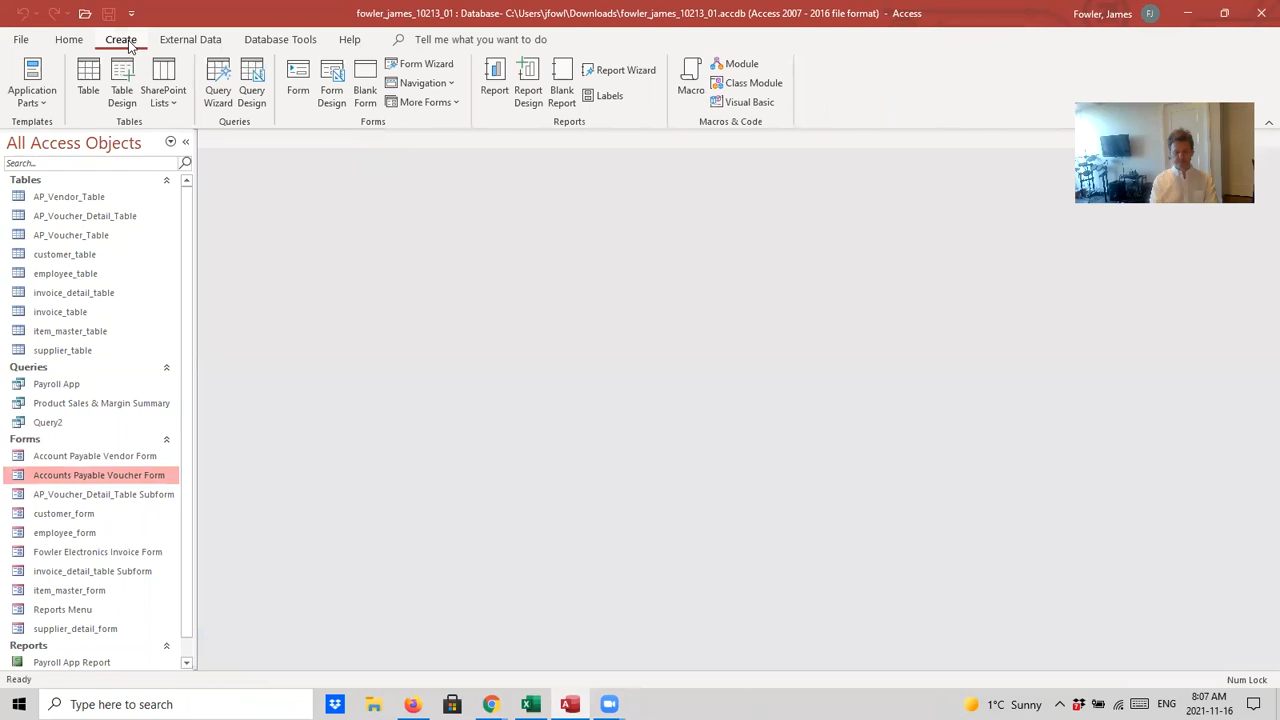 fowler_james_10213_01 : Database- C:\Users\jfowl\Downloads\fowler_james_10213_01.accdb (Access 2007 - 2016 file format) - Access
Fowler, James
FJ
File Home Create External Data Database Tools Help Tell me what you want to do
Application Parts
Table
Table Design
SharePoint Lists
Query Wizard
Query Design
Form
Form Design
Blank Form
Form Wizard
Navigation
More Forms
Report
Report Design
Blank Report
Report Wizard
Labels
Macro
Module
Class Module
Visual Basic
Templates Tables Queries Forms Reports Macros & Code
All Access Objects
Search...
Tables
AP_Vendor_Table
AP_Voucher_Detail_Table
AP_Voucher_Table
customer_table
employee_table
invoice_detail_table
invoice_table
item_master_table
supplier_table
Queries
Payroll App
Product Sales & Margin Summary
Query2
Forms
Account Payable Vendor Form
Accounts Payable Voucher Form
AP_Voucher_Detail_Table Subform
customer_form
employee_form
Fowler Electronics Invoice Form
invoice_detail_table Subform
item_master_form
Reports Menu
supplier_detail_form
Reports
Payroll App Report
Ready
Num Lock
Type here to search
1°C Sunny
7
ENG
8:07 AM
2021-11-16